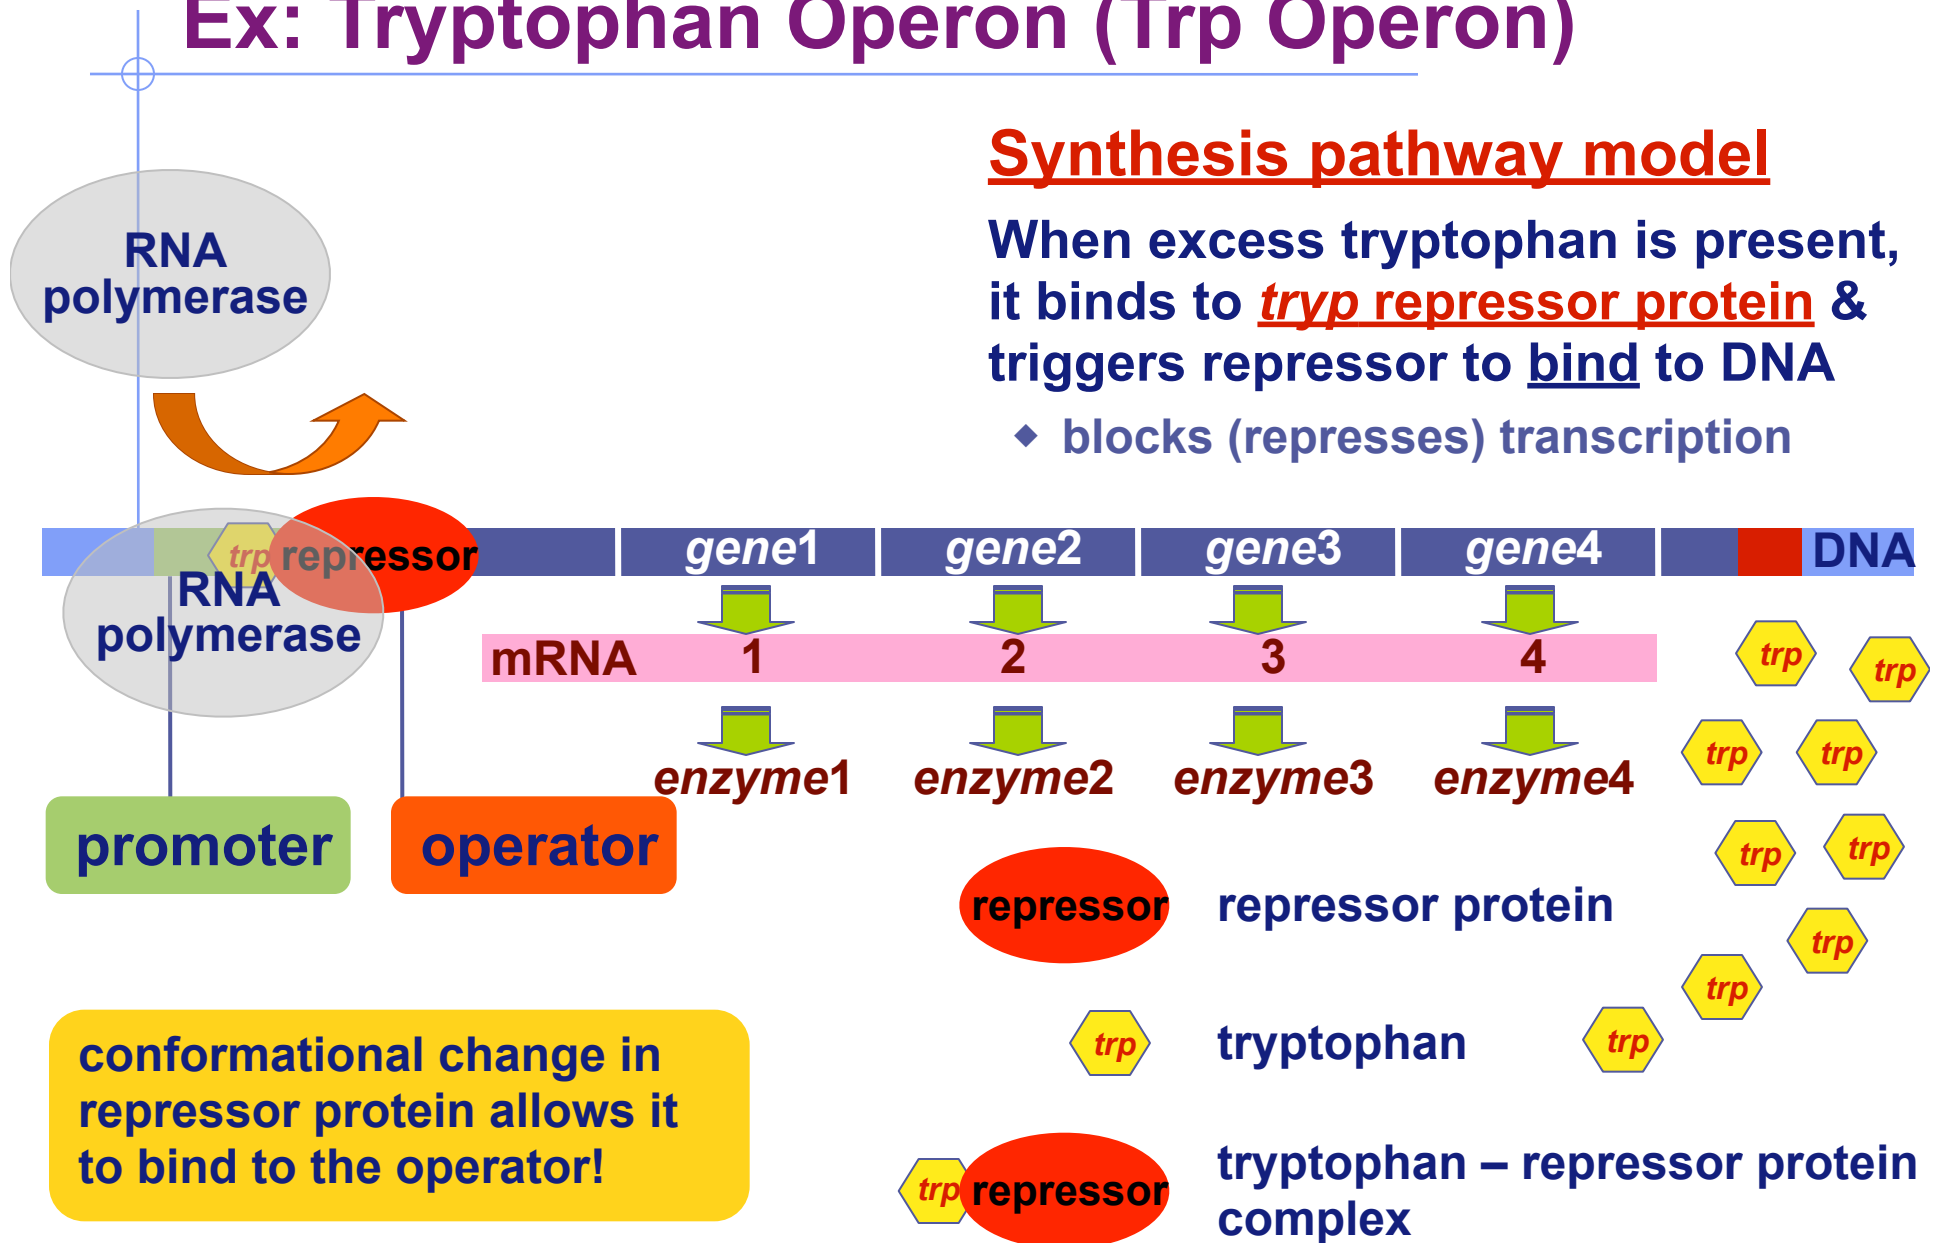 Ex: Tryptophan Operon (Trp Operon)
Synthesis pathway model
When excess tryptophan is present,
it binds to tryp repressor protein &
triggers repressor to bind to DNA
◆ blocks (represses) transcription
RNA
polymerase
trp repressor
RNA
polymerase
gene1 gene2 gene3 gene4 DNA
mRNA 1 2 3 4
enzyme1 enzyme2 enzyme3 enzyme4
promoter operator
trp trp
trp trp
trp trp
trp
trp
trp
repressor repressor protein
trp tryptophan
trp repressor tryptophan – repressor protein
complex
conformational change in
repressor protein allows it
to bind to the operator!